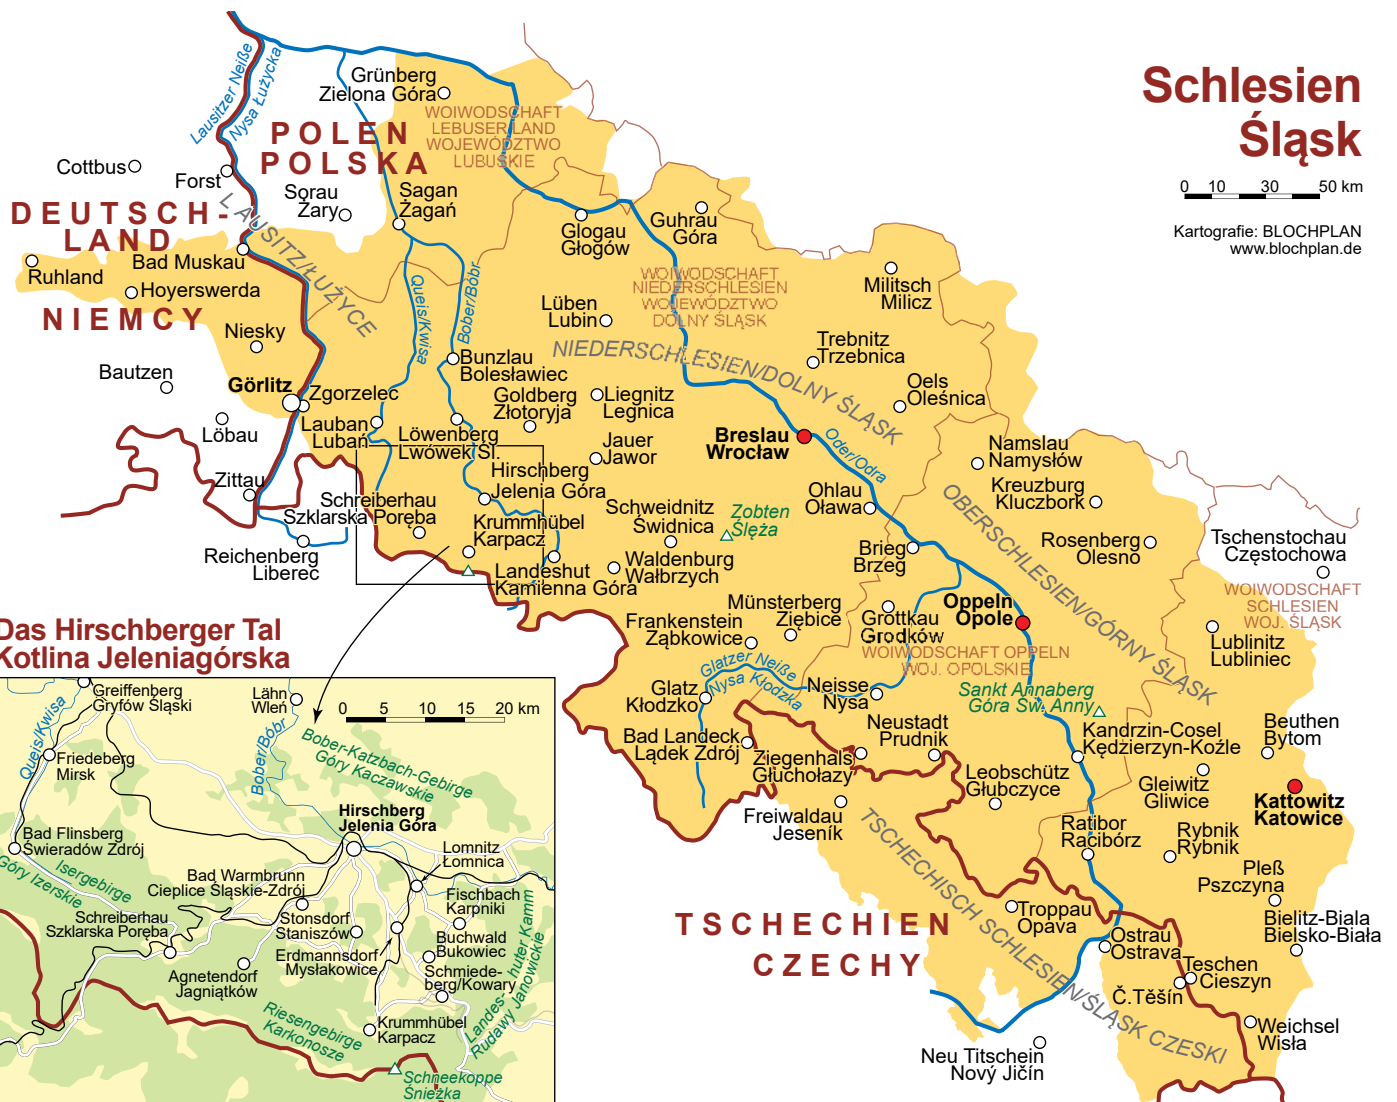 Schlesien
Śląsk
0 10 30 50 km
Kartografie: BLOCHPLAN
www.blochplan.de
Lausitzer Neiße
Nysa Łużycka
Grünberg
Zielona Góra
POLEN
POLSKA
WOIWODSCHAFT
LEBUSER LAND
WOJEWÓDZTWO
LUBUSKIE
Cottbus
Forst
Sorau
Zary
Sagan
Żagań
DEUTSCH-
LAND
NIEMCY
LAUSITZ/ŁUŻYCE
Ruhland
Bad Muskau
Hoyerswerda
Niesky
Bautzen
Görlitz
Zgorzelec
Löbau
Zittau
Reichenberg
Liberec
Queis/Kwisa
Bober/Bóbr
Glogau
Głogów
Guhrau
Góra
WOIWODSCHAFT
NIEDERSCHLESIEN
WOJEWÓDZTWO
DOLNY ŚLĄSK
Militsch
Milicz
Lüben
Lubin
Trebnitz
Trzebnica
NIEDERSCHLESIEN/DOLNY ŚLĄSK
Bunzlau
Bolesławiec
Goldberg
Złotoryja
Liegnitz
Legnica
Oels
Oleśnica
Lauban
Lubań
Löwenberg
Lwówek Śl.
Jauer
Jawor
Breslau
Wrocław
Oder/Odra
Namslau
Namysłów
Hirschberg
Jelenia Góra
Schreiberhau
Szklarska Poręba
Krummhübel
Karpacz
Schweidnitz
Świdnica
Zobten
Ślęża
Ohlau
Oława
Kreuzburg
Kluczbork
OBERSCHLESIEN/GÓRNY ŚLĄSK
Rosenberg
Olesno
Tschenstochau
Częstochowa
Landeshut
Kamienna Góra
Waldenburg
Wałbrzych
Brieg
Brzeg
WOIWODSCHAFT
SCHLESIEN
WOJ. ŚLĄSK
Münsterberg
Ziębice
Frankenstein
Ząbkowice
Grottkau
Grodków
Oppeln
Opole
WOIWODSCHAFT OPPELN
WOJ. OPOLSKIE
Lublinitz
Lubliniec
Glatzer Neiße
Nysa Kłodzka
Glatz
Kłodzko
Neisse
Nysa
Sankt Annaberg
Góra Św. Anny
Bad Landeck
Lądek Zdrój
Ziegenhals
Głuchołazy
Neustadt
Prudnik
Kandrzin-Cosel
Kędzierzyn-Koźle
Beuthen
Bytom
Leobschütz
Głubczyce
Gleiwitz
Gliwice
Kattowitz
Katowice
Freiwaldau
Jeseník
TSCHECHISCH SCHLESIEN/ŚLĄSK CZESKI
Ratibor
Racibórz
Rybnik
Rybnik
Pleß
Pszczyna
TSCHECHIEN
CZECHY
Troppau
Opava
Ostrau
Ostrava
Bielitz-Biala
Bielsko-Biała
Teschen
Cieszyn
Č.Těšín
Weichsel
Wisła
Neu Titschein
Nový Jičín
Das Hirschberger Tal
Kotlina Jeleniagórska
0 5 10 15 20 km
Greiffenberg
Gryfów Śląski
Lähn
Wleń
Queis/Kwisa
Bober/Bóbr
Bober-Katzbach-Gebirge
Góry Kaczawskie
Friedeberg
Mirsk
Hirschberg
Jelenia Góra
Bad Flinsberg
Świeradów Zdrój
Isergebirge
Góry Izerskie
Lomnitz
Łomnica
Bad Warmbrunn
Cieplice Śląskie-Zdrój
Fischbach
Karpniki
Schreiberhau
Szklarska Poręba
Stonsdorf
Staniszów
Buchwald
Bukowiec
Erdmannsdorf
Mysłakowice
Agnetendorf
Jagniątków
Schmiede-
berg/Kowary
Landes-huter Kamm
Rudawy Janowickie
Riesengebirge
Karkonosze
Krummhübel
Karpacz
Schneekoppe
Śnieżka